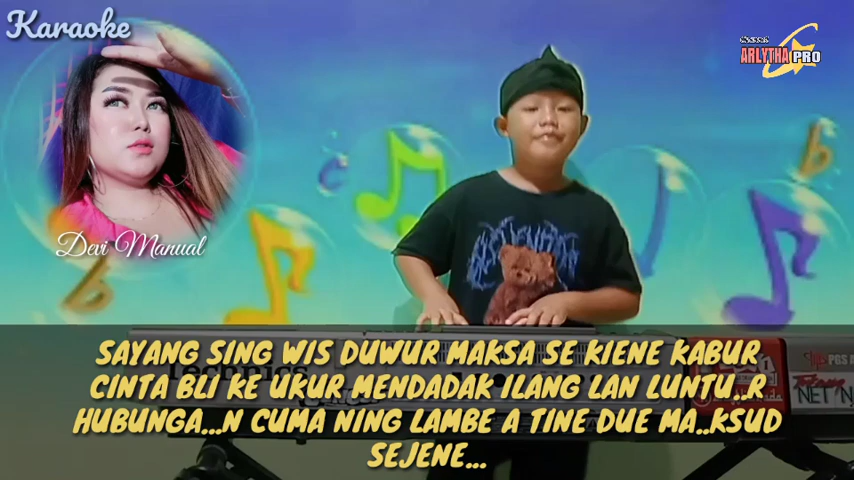 Karaoke
ARLYTHA PRO
Devi Manual
SAYANG SING WIS DUWUR MAKSA SE KIENE KABUR
CINTA BLI KE UKUR MENDADAK ILANG LAN LUNTU..R
HUBUNGA...N CUMA NING LAMBE A TINE DUE MA..KSUD
SEJENE...
Technics